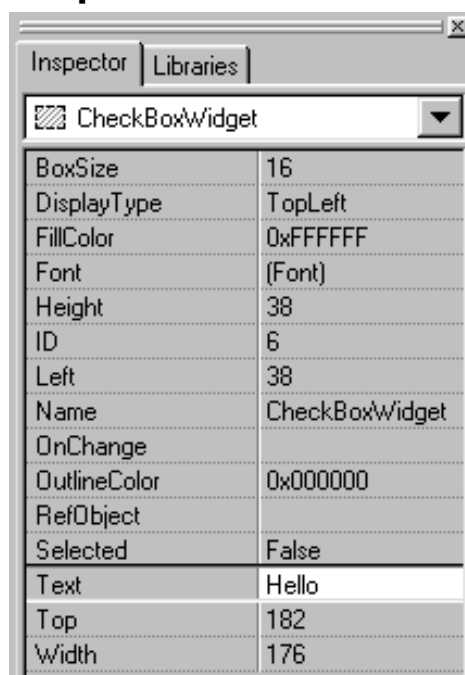 Inspector Libraries
CheckBoxWidget
BoxSize 16
DisplayType TopLeft
FillColor 0xFFFFFF
Font (Font)
Height 38
ID 6
Left 38
Name CheckBoxWidget
OnChange
OutlineColor 0x000000
RefObject
Selected False
Text Hello
Top 182
Width 176